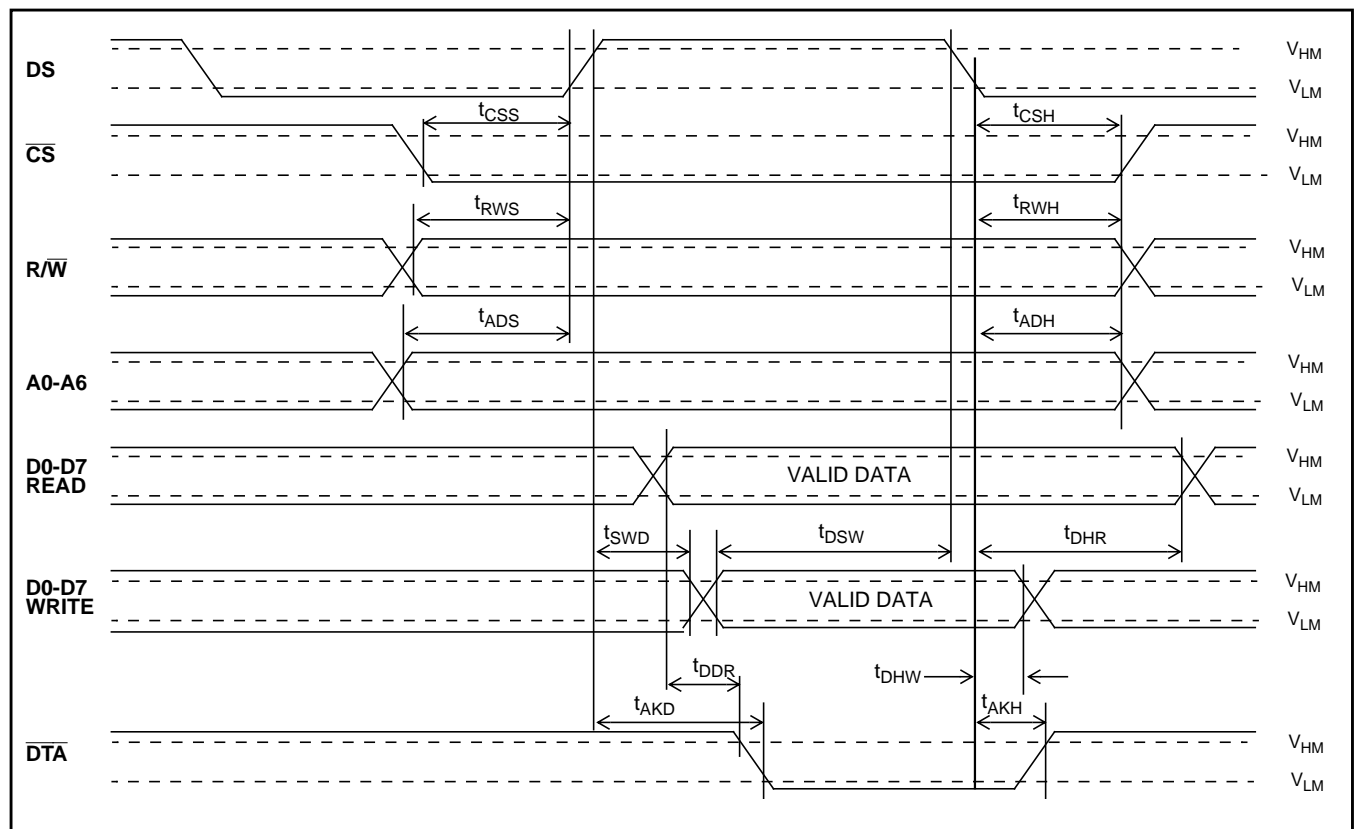 DS
V_HM
V_LM
t_CSS
t_CSH
C̅S̅
V_HM
V_LM
t_RWS
t_RWH
R/W̅
V_HM
V_LM
t_ADS
t_ADH
A0-A6
V_HM
V_LM
D0-D7
READ
VALID DATA
V_HM
V_LM
t_SWD
t_DSW
t_DHR
D0-D7
WRITE
VALID DATA
V_HM
V_LM
t_DDR
t_DHW
t_AKD
t_AKH
D̅T̅A̅
V_HM
V_LM